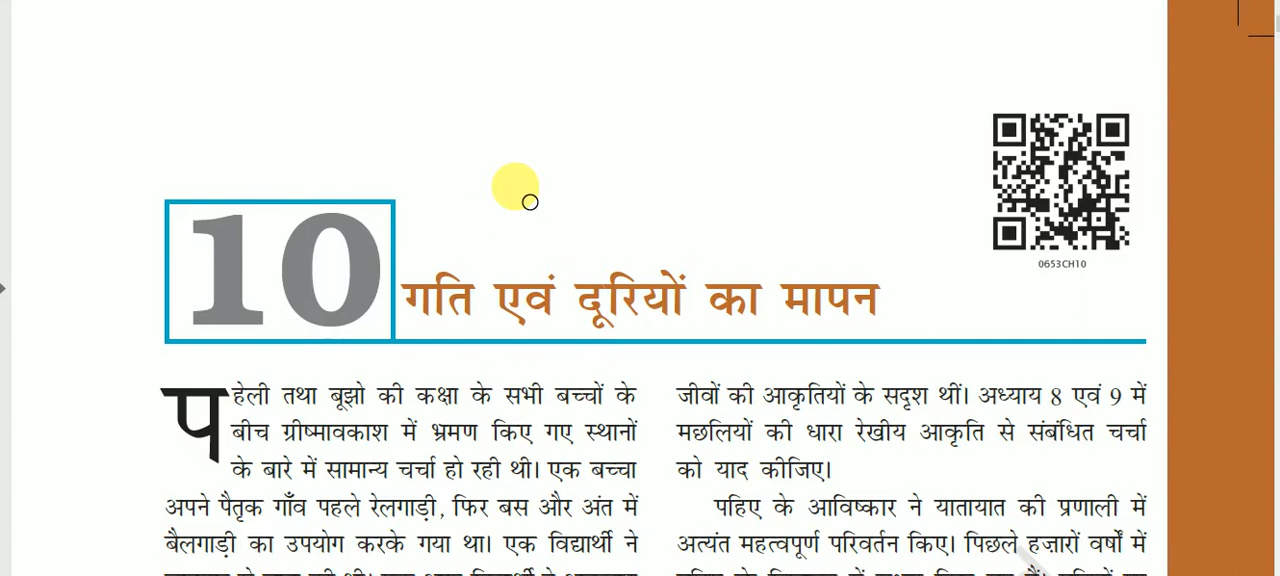 0653CH10
10
गति एवं दूरियों का मापन
पहेली तथा बूझो की कक्षा के सभी बच्चों के
बीच ग्रीष्मावकाश में भ्रमण किए गए स्थानों
के बारे में सामान्य चर्चा हो रही थी। एक बच्चा
अपने पैतृक गाँव पहले रेलगाड़ी, फिर बस और अंत में
बैलगाड़ी का उपयोग करके गया था। एक विद्यार्थी ने
जीवों की आकृतियों के सदृश थीं। अध्याय 8 एवं 9 में
मछलियों की धारा रेखीय आकृति से संबंधित चर्चा
को याद कीजिए।
पहिए के आविष्कार ने यातायात की प्रणाली में
अत्यंत महत्वपूर्ण परिवर्तन किए। पिछले हजारों वर्षों में